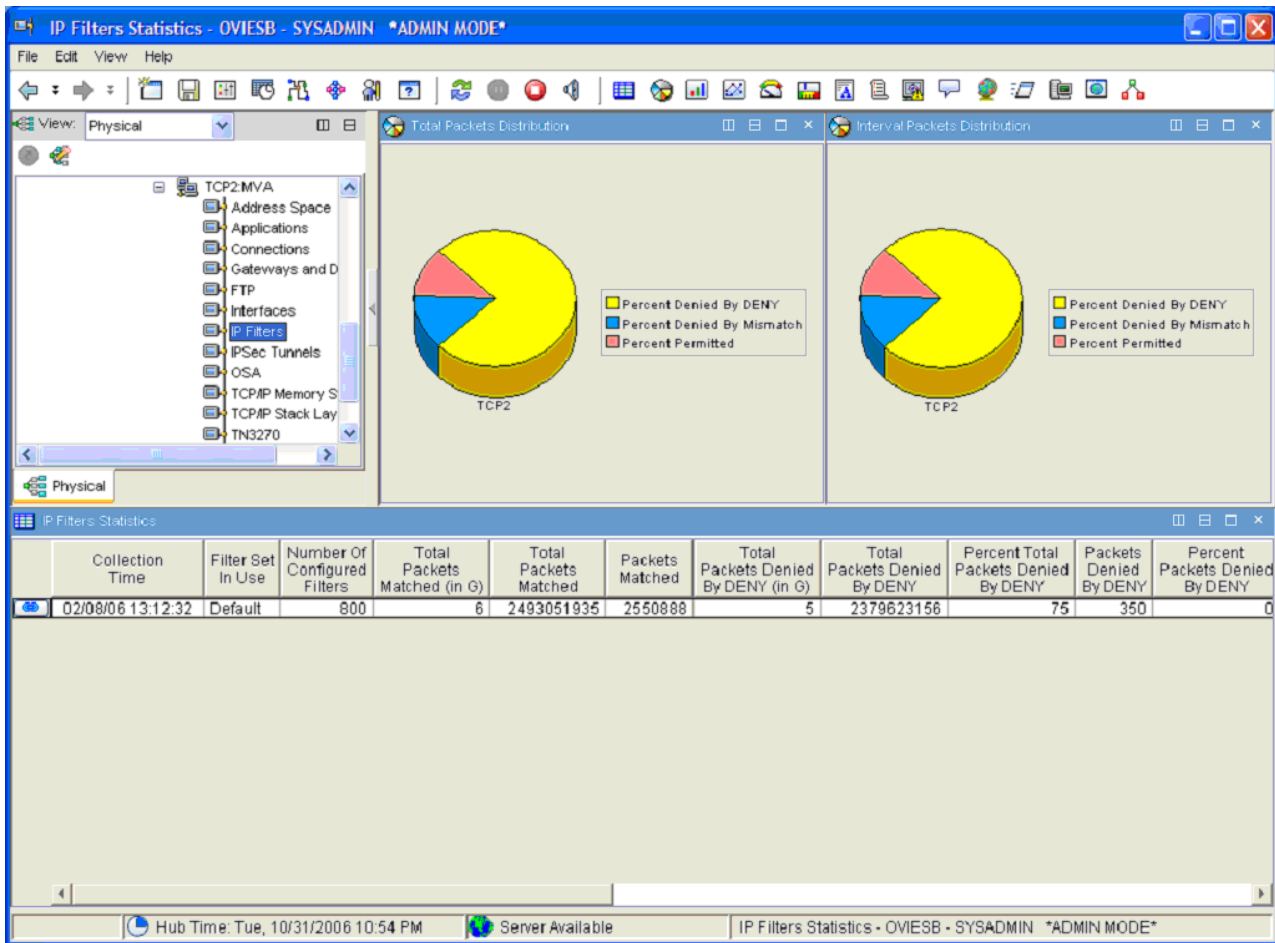 IP Filters Statistics - OVIESB - SYSADMIN *ADMIN MODE*
File Edit View Help
View: Physical
TCP2:MVA
Address Space
Applications
Connections
Gateways and D
FTP
Interfaces
IP Filters
IPSec Tunnels
OSA
TCP/IP Memory S
TCP/IP Stack Lay
TN3270
Physical
Total Packets Distribution
Percent Denied By DENY
Percent Denied By Mismatch
Percent Permitted
TCP2
Interval Packets Distribution
Percent Denied By DENY
Percent Denied By Mismatch
Percent Permitted
TCP2
IP Filters Statistics
Collection Time
Filter Set In Use
Number Of Configured Filters
Total Packets Matched (in G)
Total Packets Matched
Packets Matched
Total Packets Denied By DENY (in G)
Total Packets Denied By DENY
Percent Total Packets Denied By DENY
Packets Denied By DENY
Percent Packets Denied By DENY
02/08/06 13:12:32 Default 800 6 2493051935 2550888 5 2379623156 75 350 0
Hub Time: Tue, 10/31/2006 10:54 PM
Server Available
IP Filters Statistics - OVIESB - SYSADMIN *ADMIN MODE*